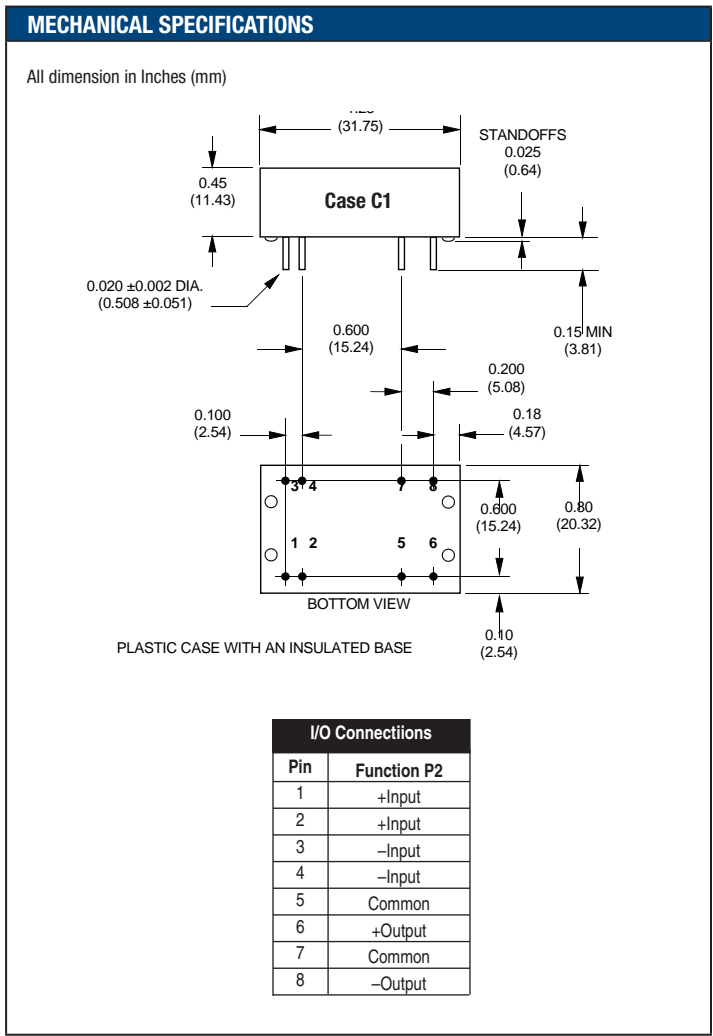 MECHANICAL SPECIFICATIONS
All dimension in Inches (mm)
(31.75)
STANDOFFS
0.025
(0.64)
0.45
(11.43)
Case C1
0.020 ±0.002 DIA.
(0.508 ±0.051)
0.600
(15.24)
0.15 MIN
(3.81)
0.200
(5.08)
0.100
(2.54)
0.18
(4.57)
3 4 7 8
0.600
(15.24)
0.80
(20.32)
1 2 5 6
BOTTOM VIEW
0.10
(2.54)
PLASTIC CASE WITH AN INSULATED BASE
I/O Connectiions
Pin Function P2
1 +Input
2 +Input
3 –Input
4 –Input
5 Common
6 +Output
7 Common
8 –Output